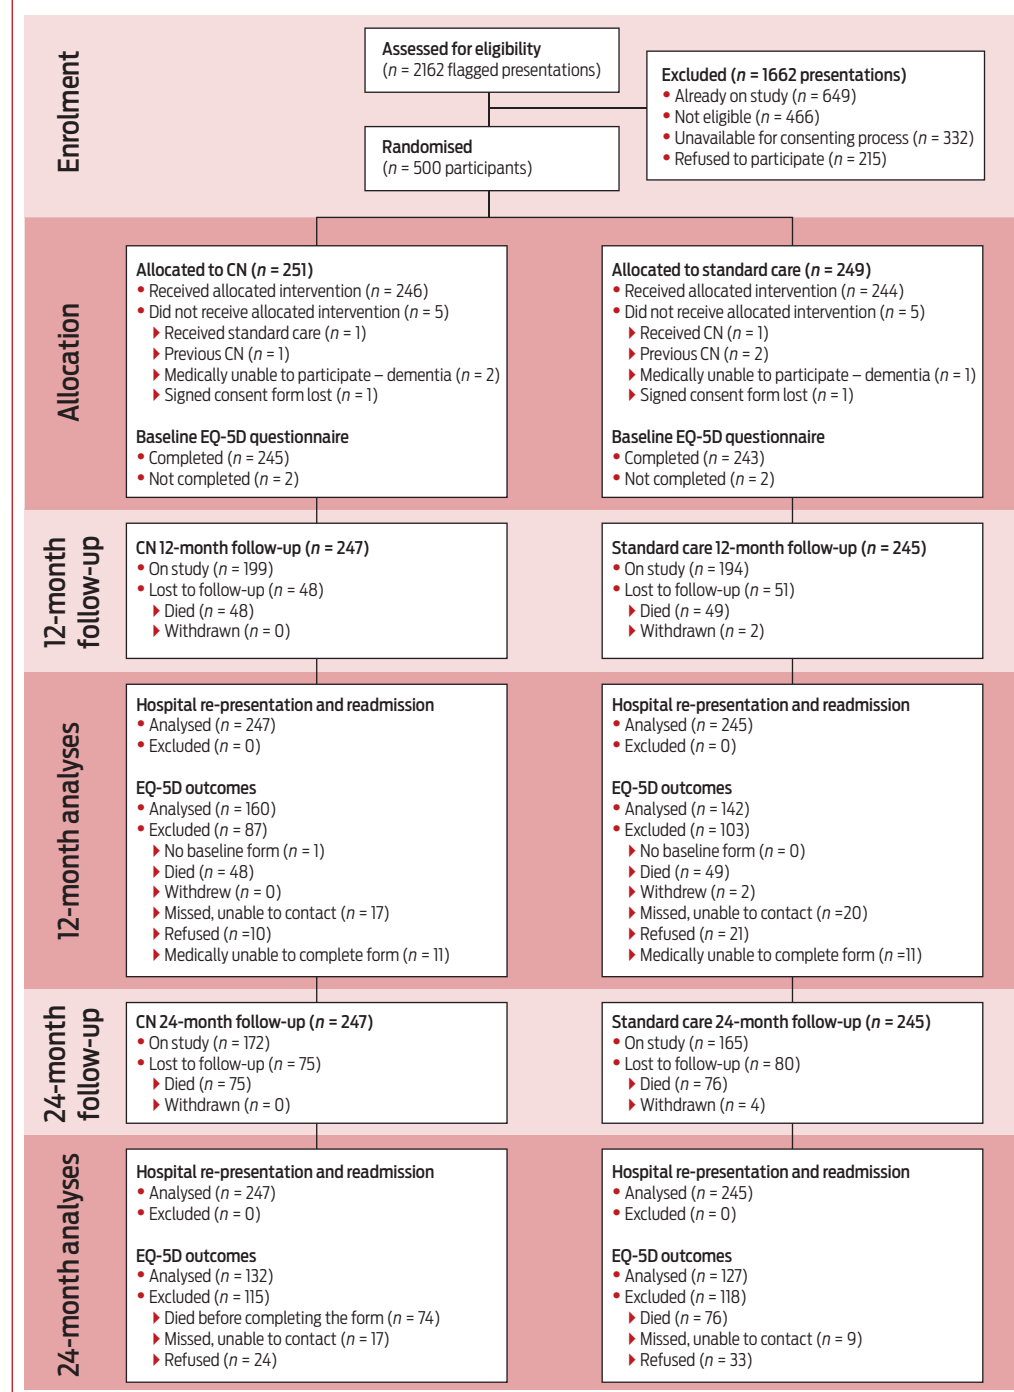 Enrolment
Assessed for eligibility
(n = 2162 flagged presentations)
Excluded (n = 1662 presentations)
• Already on study (n = 649)
• Not eligible (n = 466)
• Unavailable for consenting process (n = 332)
• Refused to participate (n = 215)
Randomised
(n = 500 participants)
Allocation
Allocated to CN (n = 251)
• Received allocated intervention (n = 246)
• Did not receive allocated intervention (n = 5)
Received standard care (n = 1)
Previous CN (n = 1)
Medically unable to participate – dementia (n = 2)
Signed consent form lost (n = 1)
Baseline EQ-5D questionnaire
• Completed (n = 245)
• Not completed (n = 2)
Allocated to standard care (n = 249)
• Received allocated intervention (n = 244)
• Did not receive allocated intervention (n = 5)
Received CN (n = 1)
Previous CN (n = 2)
Medically unable to participate – dementia (n = 1)
Signed consent form lost (n = 1)
Baseline EQ-5D questionnaire
• Completed (n = 243)
• Not completed (n = 2)
12-month
follow-up
CN 12-month follow-up (n = 247)
• On study (n = 199)
• Lost to follow-up (n = 48)
Died (n = 48)
Withdrawn (n = 0)
Standard care 12-month follow-up (n = 245)
• On study (n = 194)
• Lost to follow-up (n = 51)
Died (n = 49)
Withdrawn (n = 2)
12-month analyses
Hospital re-presentation and readmission
• Analysed (n = 247)
• Excluded (n = 0)
EQ-5D outcomes
• Analysed (n = 160)
• Excluded (n = 87)
No baseline form (n = 1)
Died (n = 48)
Withdrew (n = 0)
Missed, unable to contact (n = 17)
Refused (n =10)
Medically unable to complete form (n = 11)
Hospital re-presentation and readmission
• Analysed (n = 245)
• Excluded (n = 0)
EQ-5D outcomes
• Analysed (n = 142)
• Excluded (n = 103)
No baseline form (n = 0)
Died (n = 49)
Withdrew (n = 2)
Missed, unable to contact (n =20)
Refused (n = 21)
Medically unable to complete form (n =11)
24-month
follow-up
CN 24-month follow-up (n = 247)
• On study (n = 172)
• Lost to follow-up (n = 75)
Died (n = 75)
Withdrawn (n = 0)
Standard care 24-month follow-up (n = 245)
• On study (n = 165)
• Lost to follow-up (n = 80)
Died (n = 76)
Withdrawn (n = 4)
24-month analyses
Hospital re-presentation and readmission
• Analysed (n = 247)
• Excluded (n = 0)
EQ-5D outcomes
• Analysed (n = 132)
• Excluded (n = 115)
Died before completing the form (n = 74)
Missed, unable to contact (n = 17)
Refused (n = 24)
Hospital re-presentation and readmission
• Analysed (n = 245)
• Excluded (n = 0)
EQ-5D outcomes
• Analysed (n = 127)
• Excluded (n = 118)
Died (n = 76)
Missed, unable to contact (n = 9)
Refused (n = 33)